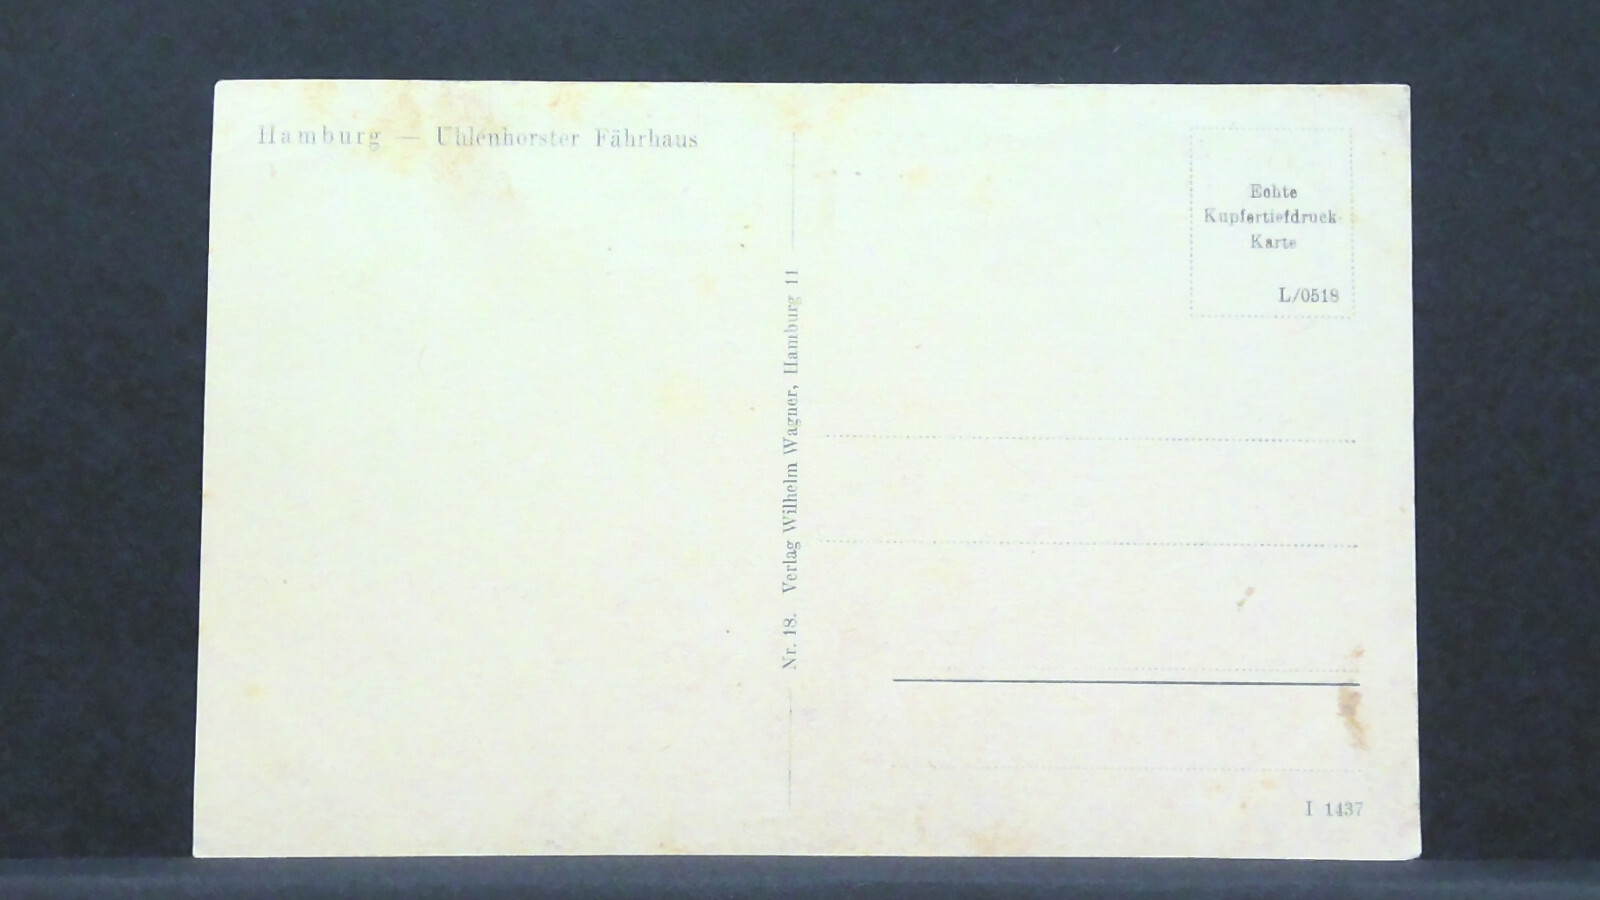 Hamburg — Uhlenhorster Fährhaus
Echte
Kupfertiefdruck-
Karte
L/0518
Nr. 18. Verlag Wilhelm Wagner, Hamburg 11
I 1437